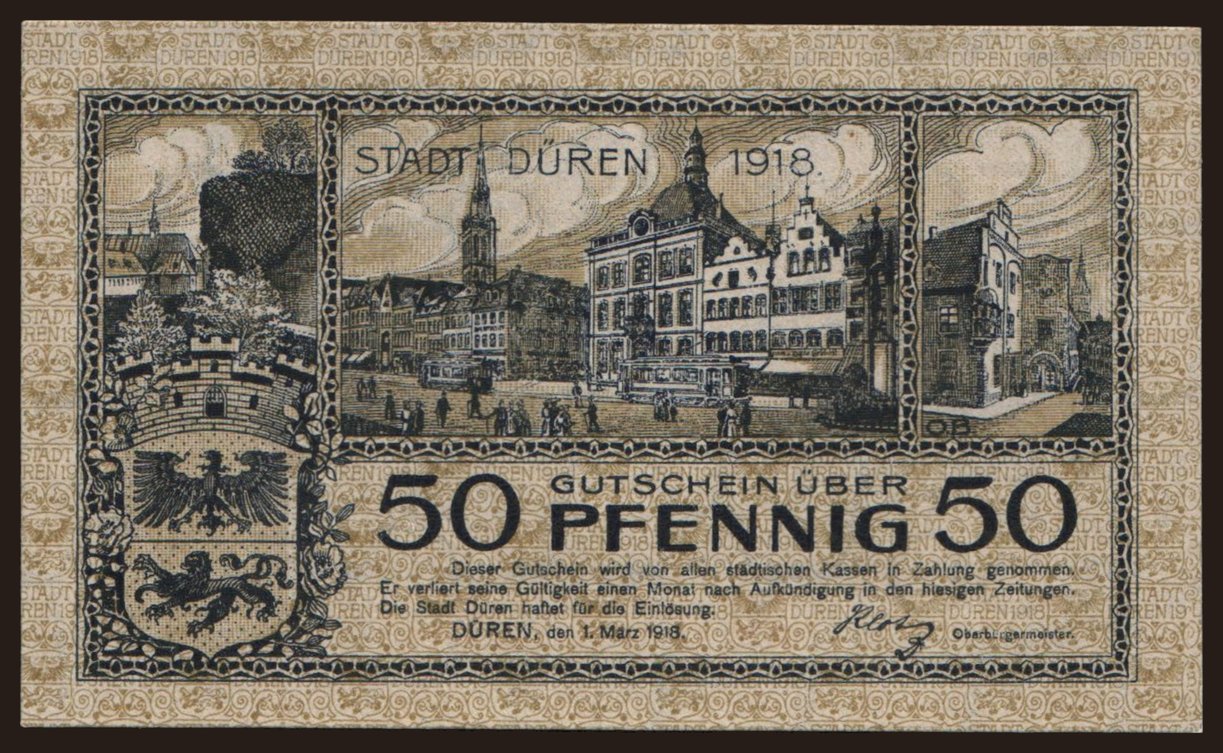 STADT DÜREN 1918.
O.B.
50 GUTSCHEIN ÜBER 50
PFENNIG
Dieser Gutschein wird von allen städtischen Kassen in Zahlung genommen.
Er verliert seine Gültigkeit einen Monat nach Aufkündigung in den hiesigen Zeitungen.
Die Stadt Düren haftet für die Einlösung.
DÜREN, den 1. März 1918.
Klotz
Oberbürgermeister.
STADT
DÜREN 1918